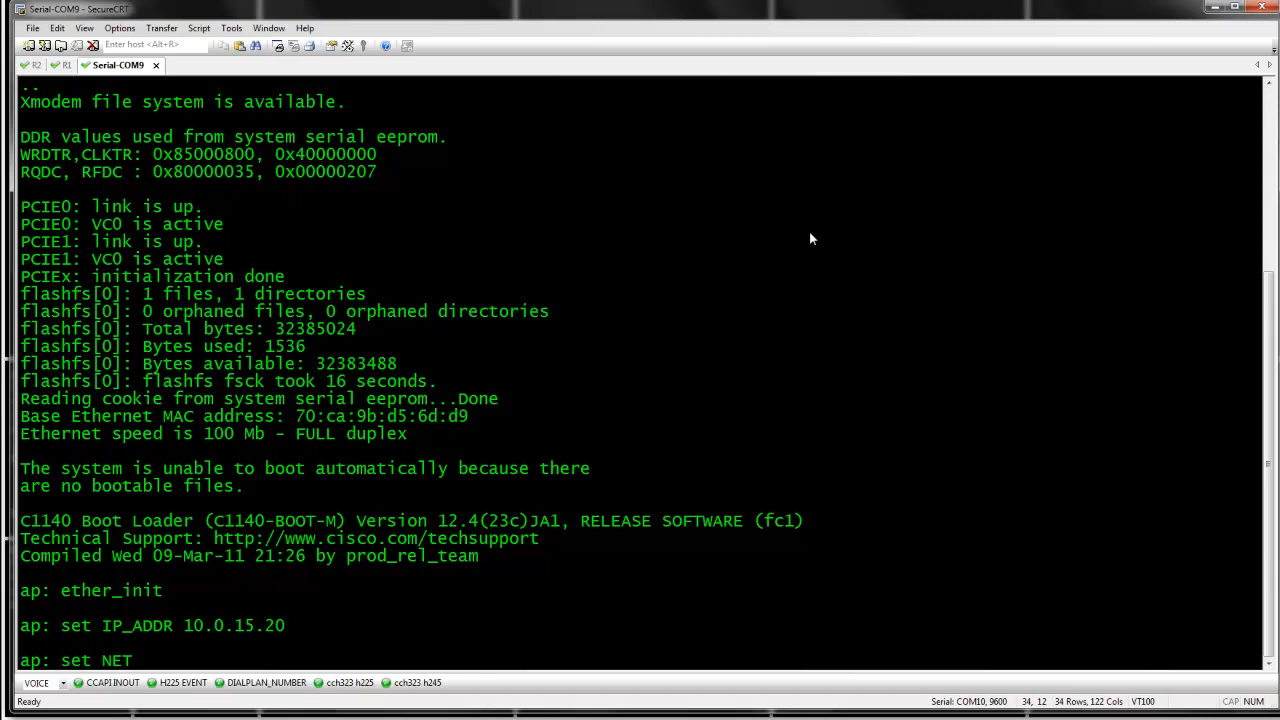 Serial-COM9 - SecureCRT
File Edit View Options Transfer Script Tools Window Help
Enter host <Alt+R>
R2 R1 Serial-COM9
..
Xmodem file system is available.
DDR values used from system serial eeprom.
WRDTR,CLKTR: 0x85000800, 0x40000000
RQDC, RFDC : 0x80000035, 0x00000207
PCIE0: link is up.
PCIE0: VC0 is active
PCIE1: link is up.
PCIE1: VC0 is active
PCIEx: initialization done
flashfs[0]: 1 files, 1 directories
flashfs[0]: 0 orphaned files, 0 orphaned directories
flashfs[0]: Total bytes: 32385024
flashfs[0]: Bytes used: 1536
flashfs[0]: Bytes available: 32383488
flashfs[0]: flashfs fsck took 16 seconds.
Reading cookie from system serial eeprom...Done
Base Ethernet MAC address: 70:ca:9b:d5:6d:d9
Ethernet speed is 100 Mb - FULL duplex
The system is unable to boot automatically because there
are no bootable files.
C1140 Boot Loader (C1140-BOOT-M) Version 12.4(23c)JA1, RELEASE SOFTWARE (fc1)
Technical Support: http://www.cisco.com/techsupport
Compiled Wed 09-Mar-11 21:26 by prod_rel_team
ap: ether_init
ap: set IP_ADDR 10.0.15.20
ap: set NET
VOICE CCAPI INOUT H225 EVENT DIALPLAN_NUMBER cch323 h225 cch323 h245
Ready Serial: COM10, 9600 34, 12 34 Rows, 122 Cols VT100 CAP NUM